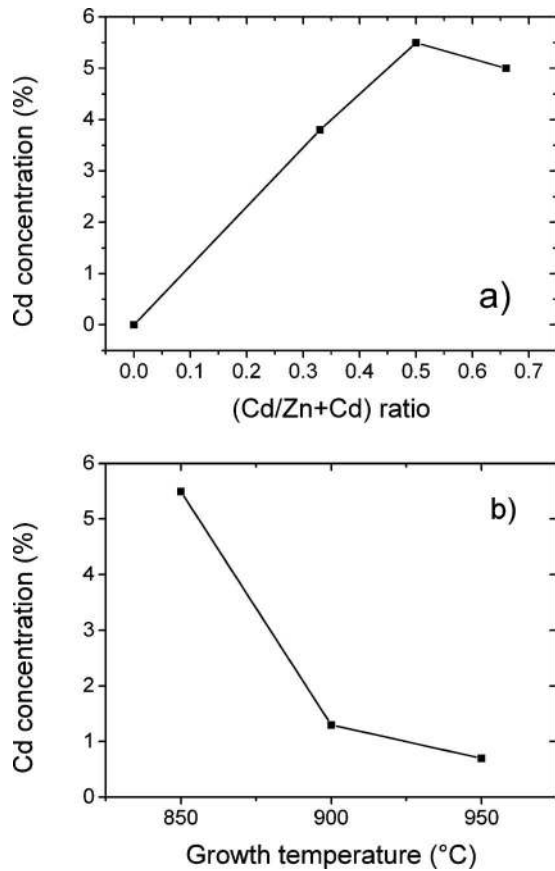 6
5
4
3
2
1
0
Cd concentration (%)
a)
0.0 0.1 0.2 0.3 0.4 0.5 0.6 0.7
(Cd/Zn+Cd) ratio
6
5
4
3
2
1
0
Cd concentration (%)
b)
850 900 950
Growth temperature (°C)